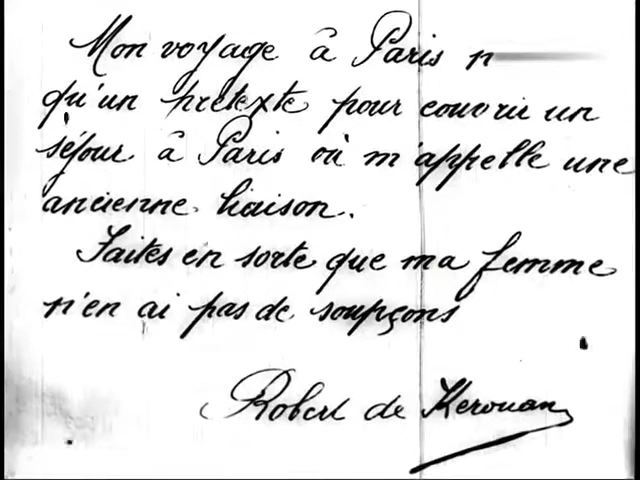 Mon voyage à Paris n
qu'un prétexte pour couvrir un
séjour à Paris où m'appelle une
ancienne liaison.
Faites en sorte que ma femme
n'en ai pas de soupçons
Robert de Kerouan